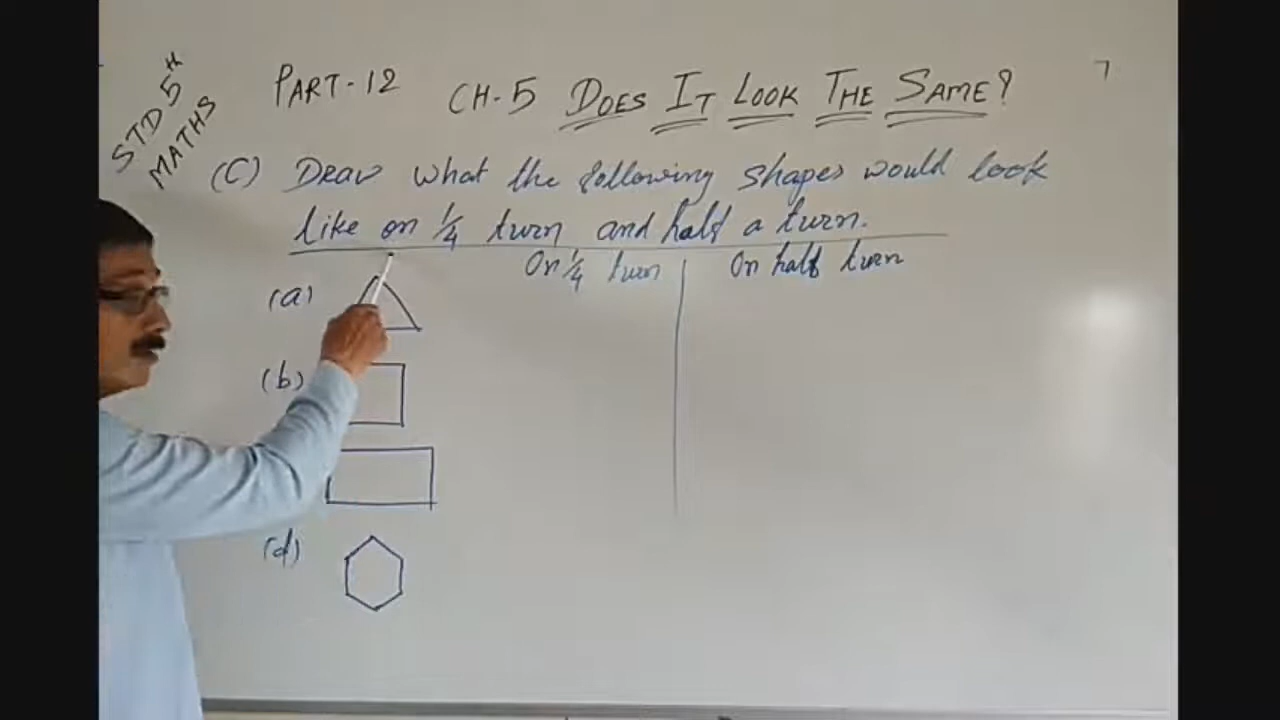 STD 5th
MATHS
PART-12 CH-5 DOES IT LOOK THE SAME?
(C) Draw what the following shapes would look
like on 1/4 turn and half a turn.
On 1/4 turn On half turn
(a)
(b)
(d)